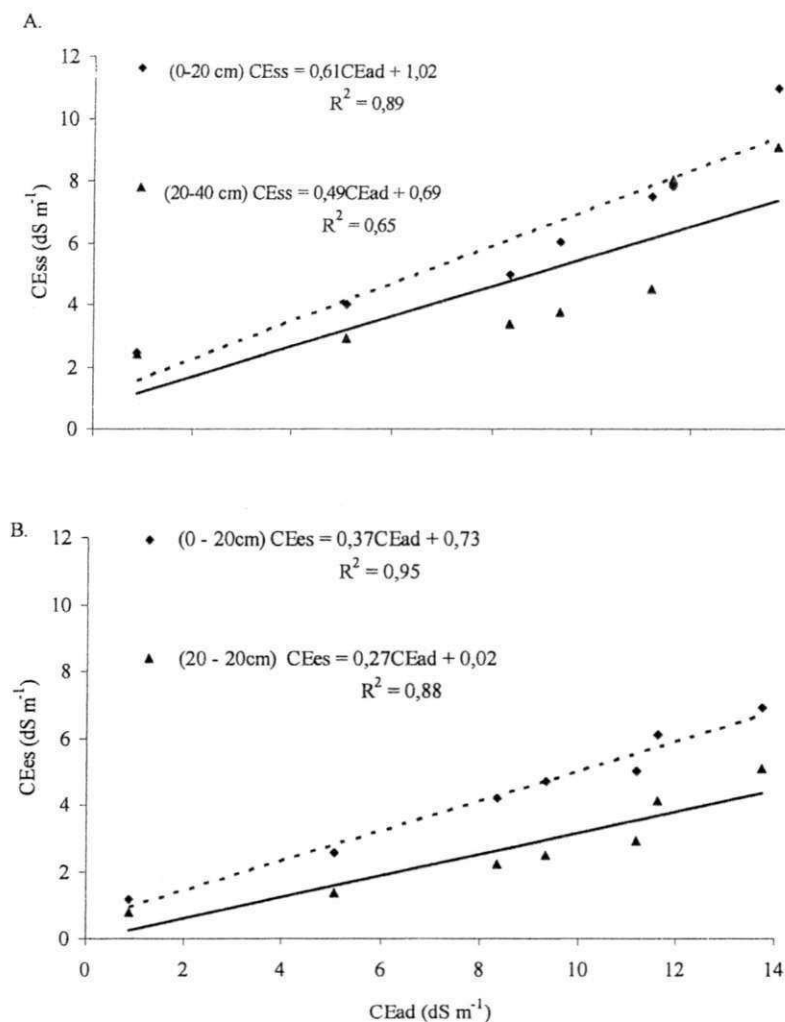 A.
12
10
8
6
4
2
0
CEss (dS m-1)
(0-20 cm) CEss = 0,61CEad + 1,02
R2 = 0,89
(20-40 cm) CEss = 0,49CEad + 0,69
R2 = 0,65
B.
12
10
8
6
4
2
0
CEes (dS m-1)
(0 - 20cm) CEes = 0,37CEad + 0,73
R2 = 0,95
(20 - 20cm) CEes = 0,27CEad + 0,02
R2 = 0,88
0 2 4 6 8 10 12 14
CEad (dS m-1)